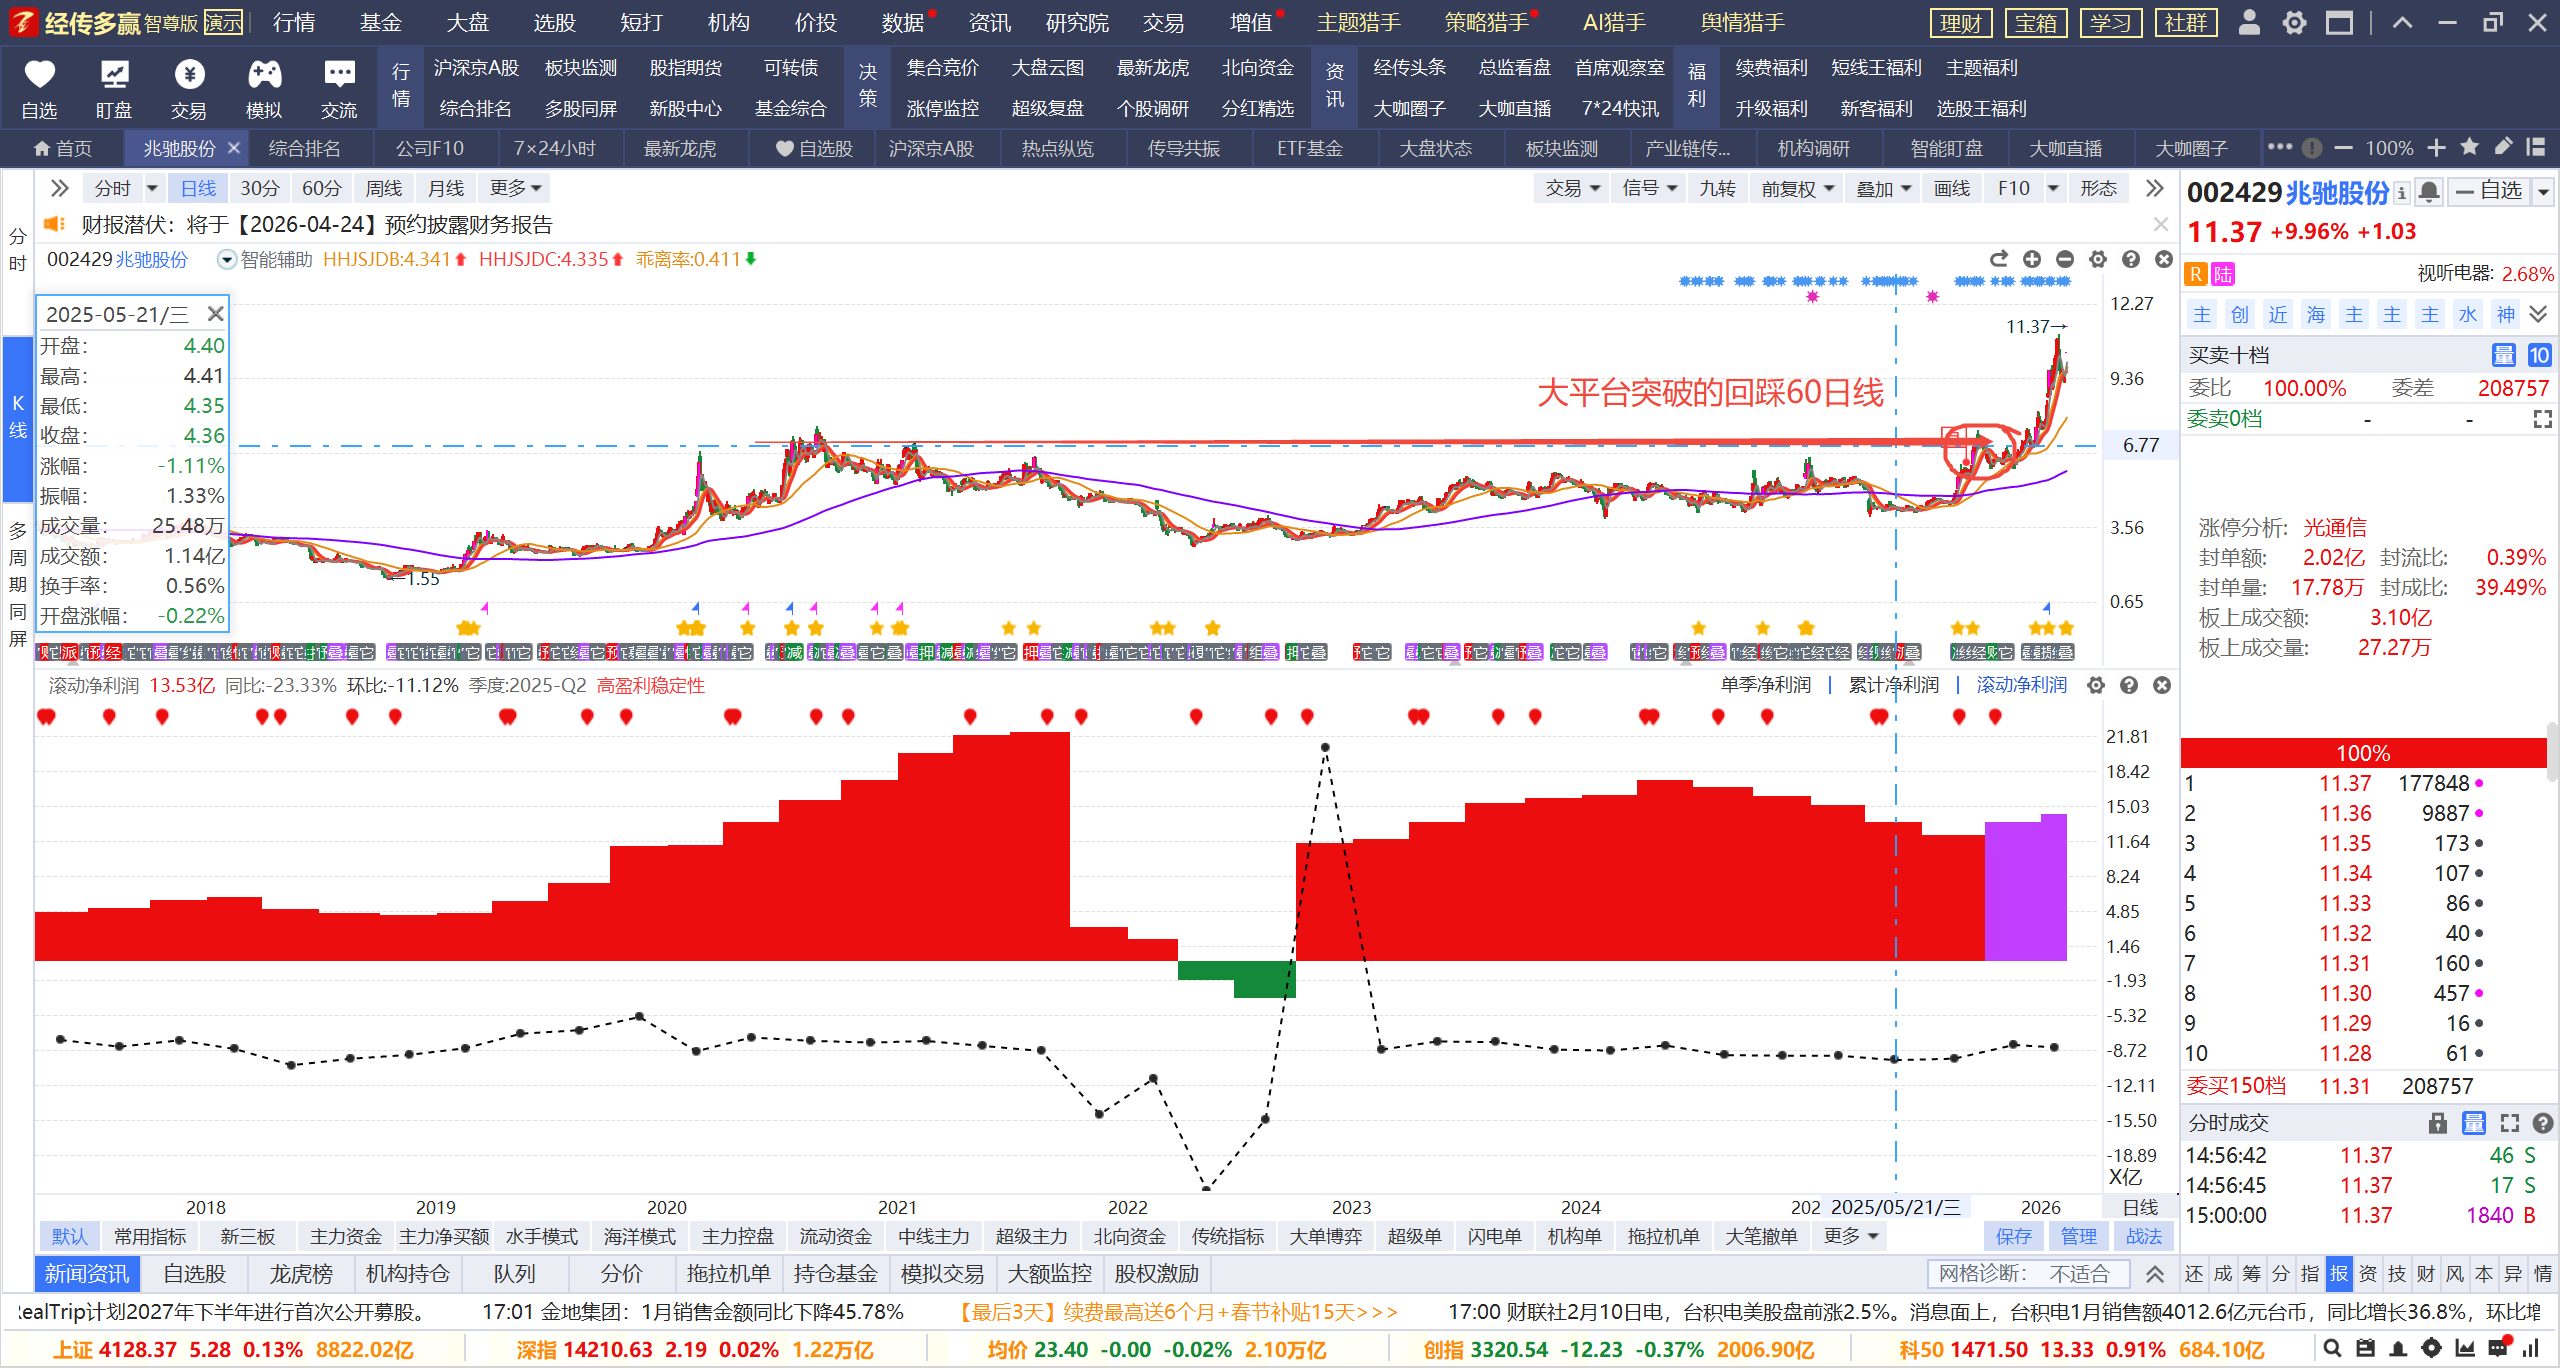 经传多赢 智尊版 演示 行情 基金 大盘 选股 短打 机构 价投 数据 资讯 研究院 交易 增值 主题猎手 策略猎手 AI猎手 舆情猎手 理财 宝箱 学习 社群
自选 盯盘 交易 模拟 交流
行情 沪深京A股 板块监测 股指期货 可转债 决策 集合竞价 大盘云图 最新龙虎 北向资金 资讯 经传头条 总监看盘 首席观察室 福利 续费福利 短线王福利 主题福利
综合排名 多股同屏 新股中心 基金综合 涨停监控 超级复盘 个股调研 分红精选 大咖圈子 大咖直播 7*24快讯 升级福利 新客福利 选股王福利
首页 兆驰股份 综合排名 公司F10 7×24小时 最新龙虎 自选股 沪深京A股 热点纵览 传导共振 ETF基金 大盘状态 板块监测 产业链传... 机构调研 智能盯盘 大咖直播 大咖圈子 100%
分时 日线 30分 60分 周线 月线 更多 交易 信号 九转 前复权 叠加 画线 F10 形态
财报潜伏：将于【2026-04-24】预约披露财务报告
002429 兆驰股份 智能辅助 HHJSJDB:4.341 HHJSJDC:4.335 乖离率:0.411
分时
K线
多周期同屏
2025-05-21/三
开盘： 4.40
最高： 4.41
最低： 4.35
收盘： 4.36
涨幅： -1.11%
振幅： 1.33%
成交量： 25.48万
成交额： 1.14亿
换手率： 0.56%
开盘涨幅： -0.22%
大平台突破的回踩60日线
11.37
1.55
12.27
9.36
6.77
3.56
0.65
滚动净利润 13.53亿 同比:-23.33% 环比:-11.12% 季度:2025-Q2 高盈利稳定性 单季净利润 累计净利润 滚动净利润
21.81
18.42
15.03
11.64
8.24
4.85
1.46
-1.93
-5.32
-8.72
-12.11
-15.50
-18.89
X亿
2018 2019 2020 2021 2022 2023 2024 202 2025/05/21/三 2026 日线
默认 常用指标 新三板 主力资金 主力净买额 水手模式 海洋模式 主力控盘 流动资金 中线主力 超级主力 北向资金 传统指标 大单博弈 超级单 闪电单 机构单 拖拉机单 大笔撤单 更多 保存 管理 战法
新闻资讯 自选股 龙虎榜 机构持仓 队列 分价 拖拉机单 持仓基金 模拟交易 大额监控 股权激励 网格诊断： 不适合
002429 兆驰股份 自选
11.37 +9.96% +1.03
R 陆 视听电器: 2.68%
主 创 近 海 主 主 主 水 神
买卖十档 量 10
委比 100.00% 委差 208757
委卖0档 - -
涨停分析: 光通信
封单额: 2.02亿 封流比: 0.39%
封单量: 17.78万 封成比: 39.49%
板上成交额: 3.10亿
板上成交量: 27.27万
100%
1 11.37 177848
2 11.36 9887
3 11.35 173
4 11.34 107
5 11.33 86
6 11.32 40
7 11.31 160
8 11.30 457
9 11.29 16
10 11.28 61
委买150档 11.31 208757
分时成交 量
14:56:42 11.37 46 S
14:56:45 11.37 17 S
15:00:00 11.37 1840 B
还 成 筹 分 指 报 资 技 财 风 本 异 情
RealTrip计划2027年下半年进行首次公开募股。 17:01 金地集团：1月销售金额同比下降45.78% 【最后3天】续费最高送6个月+春节补贴15天>>> 17:00 财联社2月10日电，台积电美股盘前涨2.5%。消息面上，台积电1月销售额4012.6亿元台币，同比增长36.8%，环比增
上证 4128.37 5.28 0.13% 8822.02亿 深指 14210.63 2.19 0.02% 1.22万亿 均价 23.40 -0.00 -0.02% 2.10万亿 创指 3320.54 -12.23 -0.37% 2006.90亿 科50 1471.50 13.33 0.91% 684.10亿